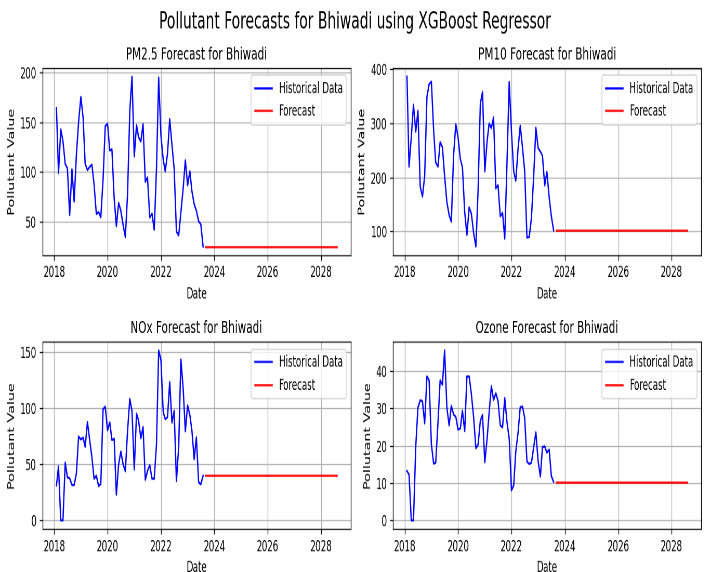 Pollutant Forecasts for Bhiwadi using XGBoost Regressor
PM2.5 Forecast for Bhiwadi
200
150
100
50
Pollutant Value
Historical Data
Forecast
2018 2020 2022 2024 2026 2028
Date
PM10 Forecast for Bhiwadi
400
300
200
100
Pollutant Value
Historical Data
Forecast
2018 2020 2022 2024 2026 2028
Date
NOx Forecast for Bhiwadi
150
100
50
0
Pollutant Value
Historical Data
Forecast
2018 2020 2022 2024 2026 2028
Date
Ozone Forecast for Bhiwadi
40
30
20
10
0
Pollutant Value
Historical Data
Forecast
2018 2020 2022 2024 2026 2028
Date